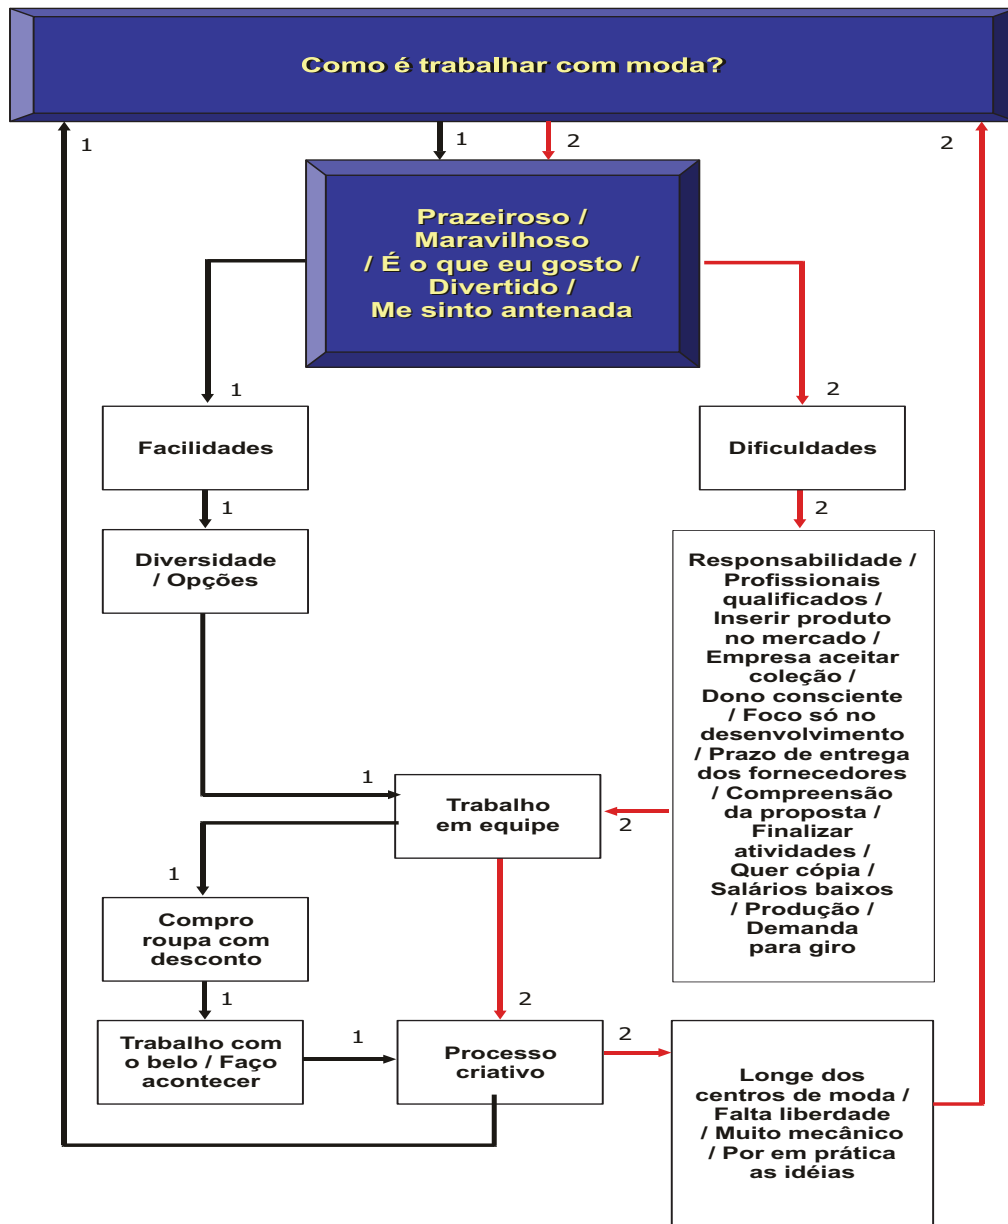 Como é trabalhar com moda?
1
1
2
2
Prazeiroso /
Maravilhoso
/ É o que eu gosto /
Divertido /
Me sinto antenada
1
2
Facilidades
Dificuldades
1
2
Diversidade
/ Opções
Responsabilidade /
Profissionais
qualificados /
Inserir produto
no mercado /
Empresa aceitar
coleção /
Dono consciente
/ Foco só no
desenvolvimento
/ Prazo de entrega
dos fornecedores
/ Compreensão
da proposta /
Finalizar
atividades /
Quer cópia /
Salários baixos
/ Produção /
Demanda
para giro
1
Trabalho
em equipe
2
1
Compro
roupa com
desconto
1
2
Trabalho com
o belo / Faço
acontecer
1
Processo
criativo
2
Longe dos
centros de moda /
Falta liberdade
/ Muito mecânico
/ Por em prática
as idéias